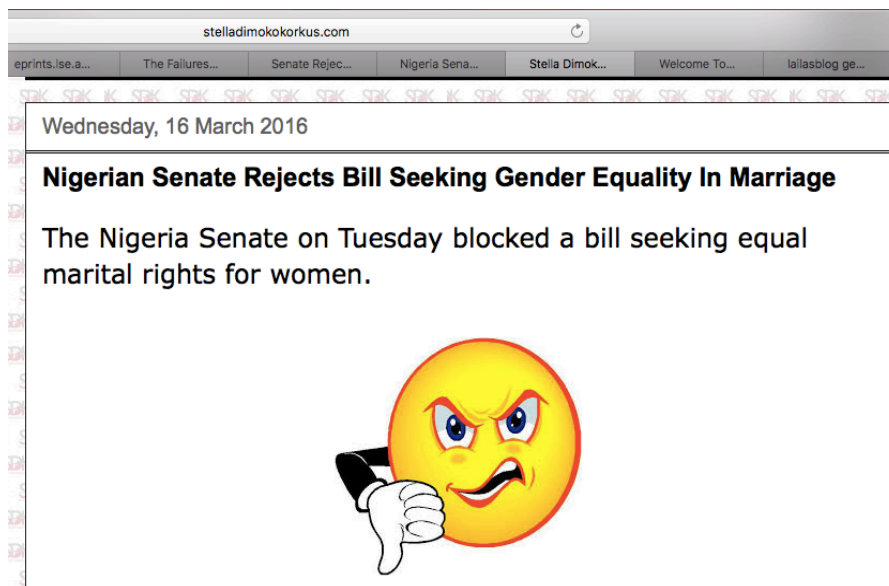 stelladimokokorkus.com
eprints.lse.a... The Failures... Senate Rejec... Nigeria Sena... Stella Dimok... Welcome To... lailasblog ge...
Wednesday, 16 March 2016
Nigerian Senate Rejects Bill Seeking Gender Equality In Marriage
The Nigeria Senate on Tuesday blocked a bill seeking equal
marital rights for women.